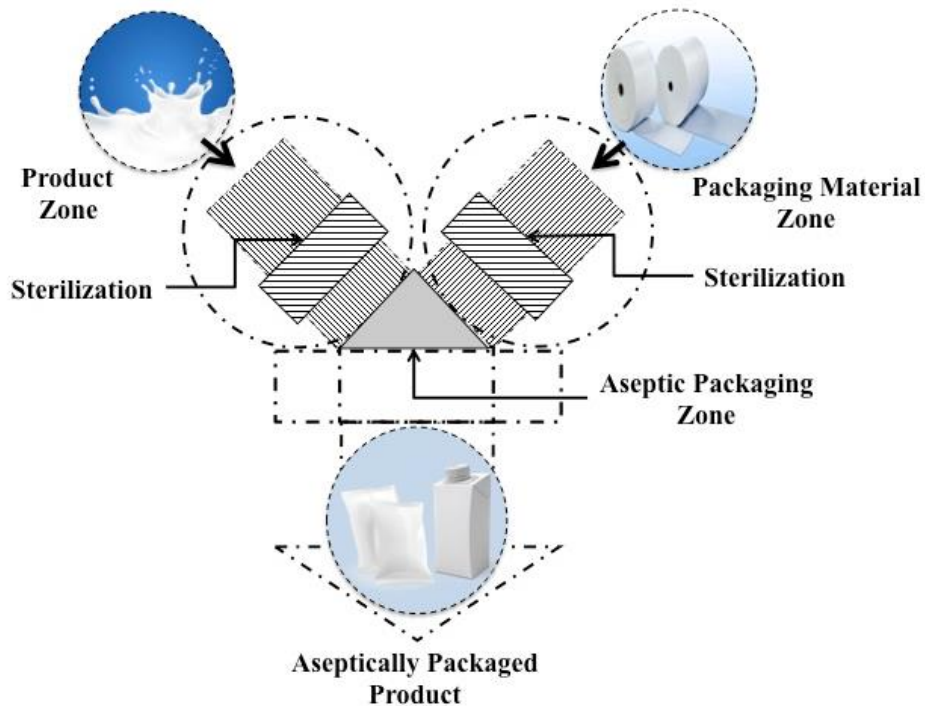 Product
Zone
Packaging Material
Zone
Sterilization
Sterilization
Aseptic Packaging
Zone
Aseptically Packaged
Product